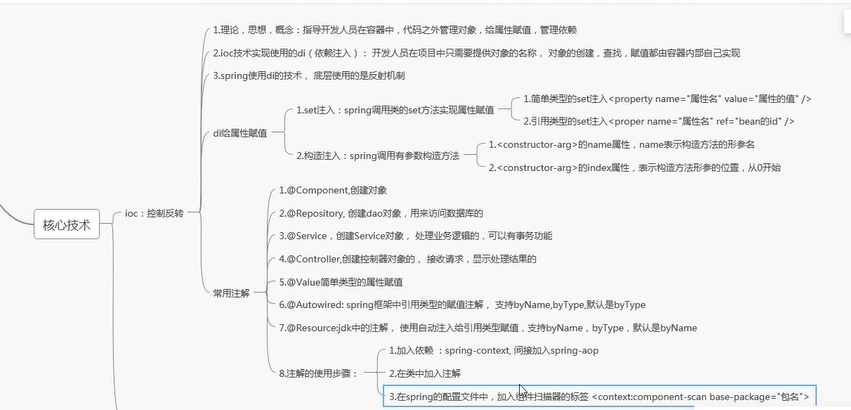 1.理论，思想，概念：指导开发人员在容器中，代码之外管理对象，给属性赋值，管理依赖
2.ioc技术实现使用的di（依赖注入）： 开发人员在项目中只需要提供对象的名称， 对象的创建，查找，赋值都由容器内部自己实现
3.spring使用di的技术， 底层使用的是反射机制
di给属性赋值
1.set注入：spring调用类的set方法实现属性赋值
1.简单类型的set注入<property name="属性名" value="属性的值" />
2.引用类型的set注入<proper name="属性名" ref="bean的id" />
2.构造注入：spring调用有参数构造方法
1.<constructor-arg>的name属性，name表示构造方法的形参名
2.<constructor-arg>的index属性，表示构造方法形参的位置，从0开始
核心技术
ioc：控制反转
常用注解
1.@Component,创建对象
2.@Repository, 创建dao对象，用来访问数据库的
3.@Service，创建Service对象， 处理业务逻辑的，可以有事务功能
4.@Controller,创建控制器对象的， 接收请求，显示处理结果的
5.@Value简单类型的属性赋值
6.@Autowired: spring框架中引用类型的赋值注解， 支持byName,byType,默认是byType
7.@Resource:jdk中的注解， 使用自动注入给引用类型赋值，支持byName，byType，默认是byName
8.注解的使用步骤：
1.加入依赖 ：spring-context, 间接加入spring-aop
2.在类中加入注解
3.在spring的配置文件中，加入组件扫描器的标签 <context:component-scan base-package="包名">